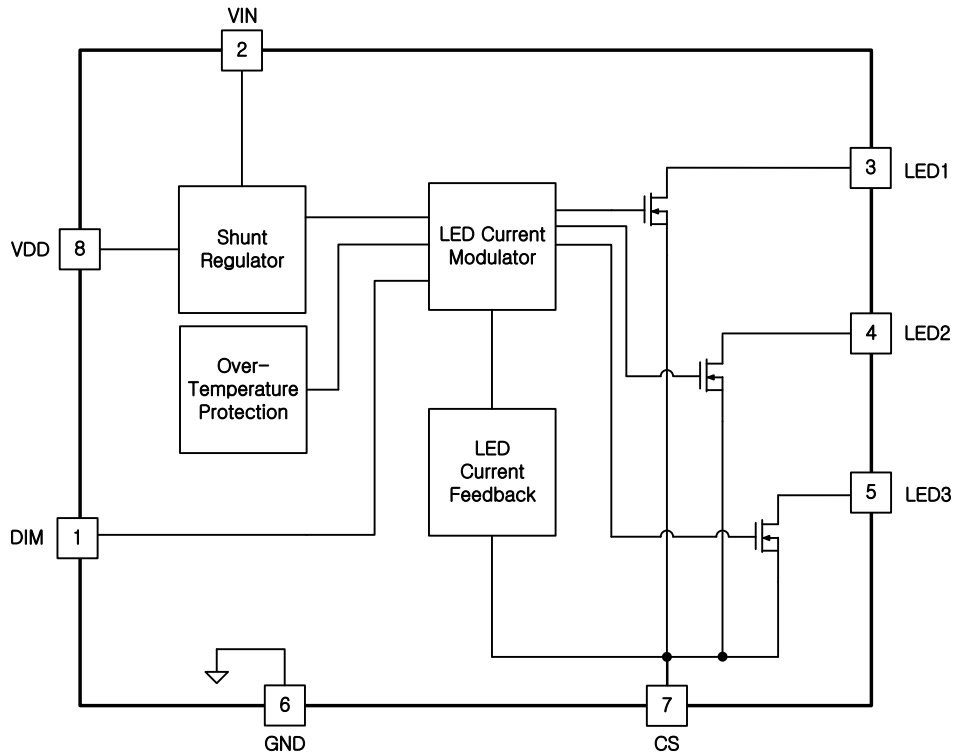 VIN
2
3
LED1
Shunt
Regulator
LED Current
Modulator
VDD
8
4
LED2
Over-
Temperature
Protection
LED
Current
Feedback
5
LED3
DIM
1
6
7
GND
CS